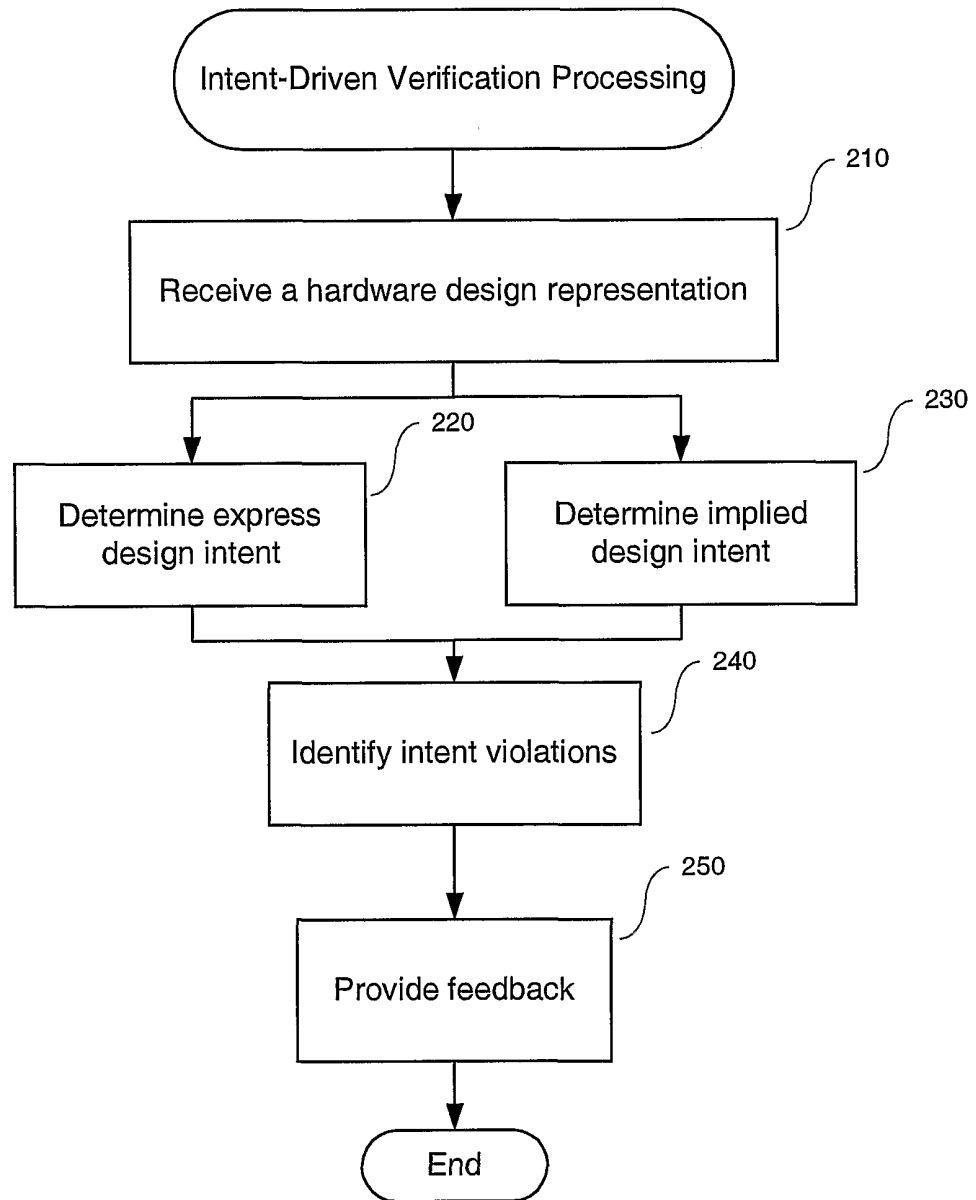 Intent-Driven Verification Processing
210
Receive a hardware design representation
220
230
Determine express
design intent
Determine implied
design intent
240
Identify intent violations
250
Provide feedback
End